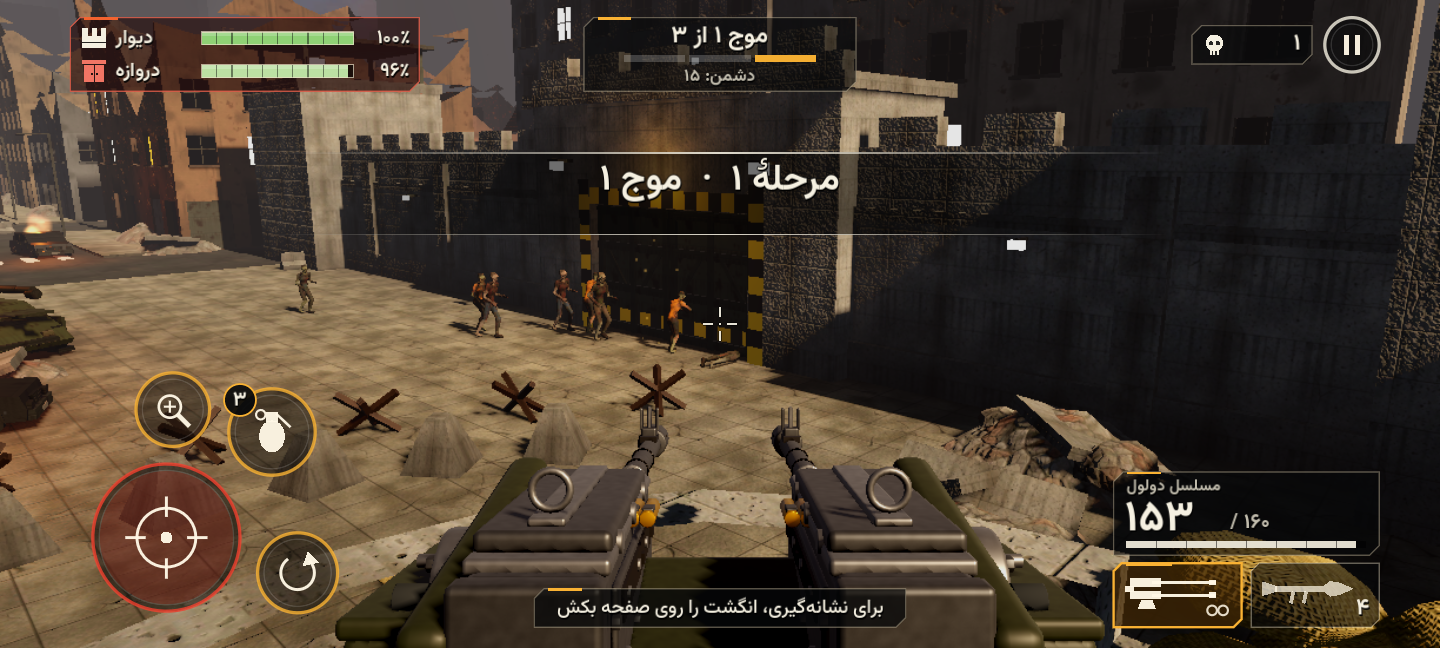 دیوار ۱۰۰٪
دروازه ۹۶٪
موج ۱ از ۳
دشمن: ۱۵
۱
مرحلهٔ ۱ · موج ۱
۳
مسلسل دولول
۱۵۳ / ۱۶۰
∞
۴
برای نشانه‌گیری، انگشت را روی صفحه بکش